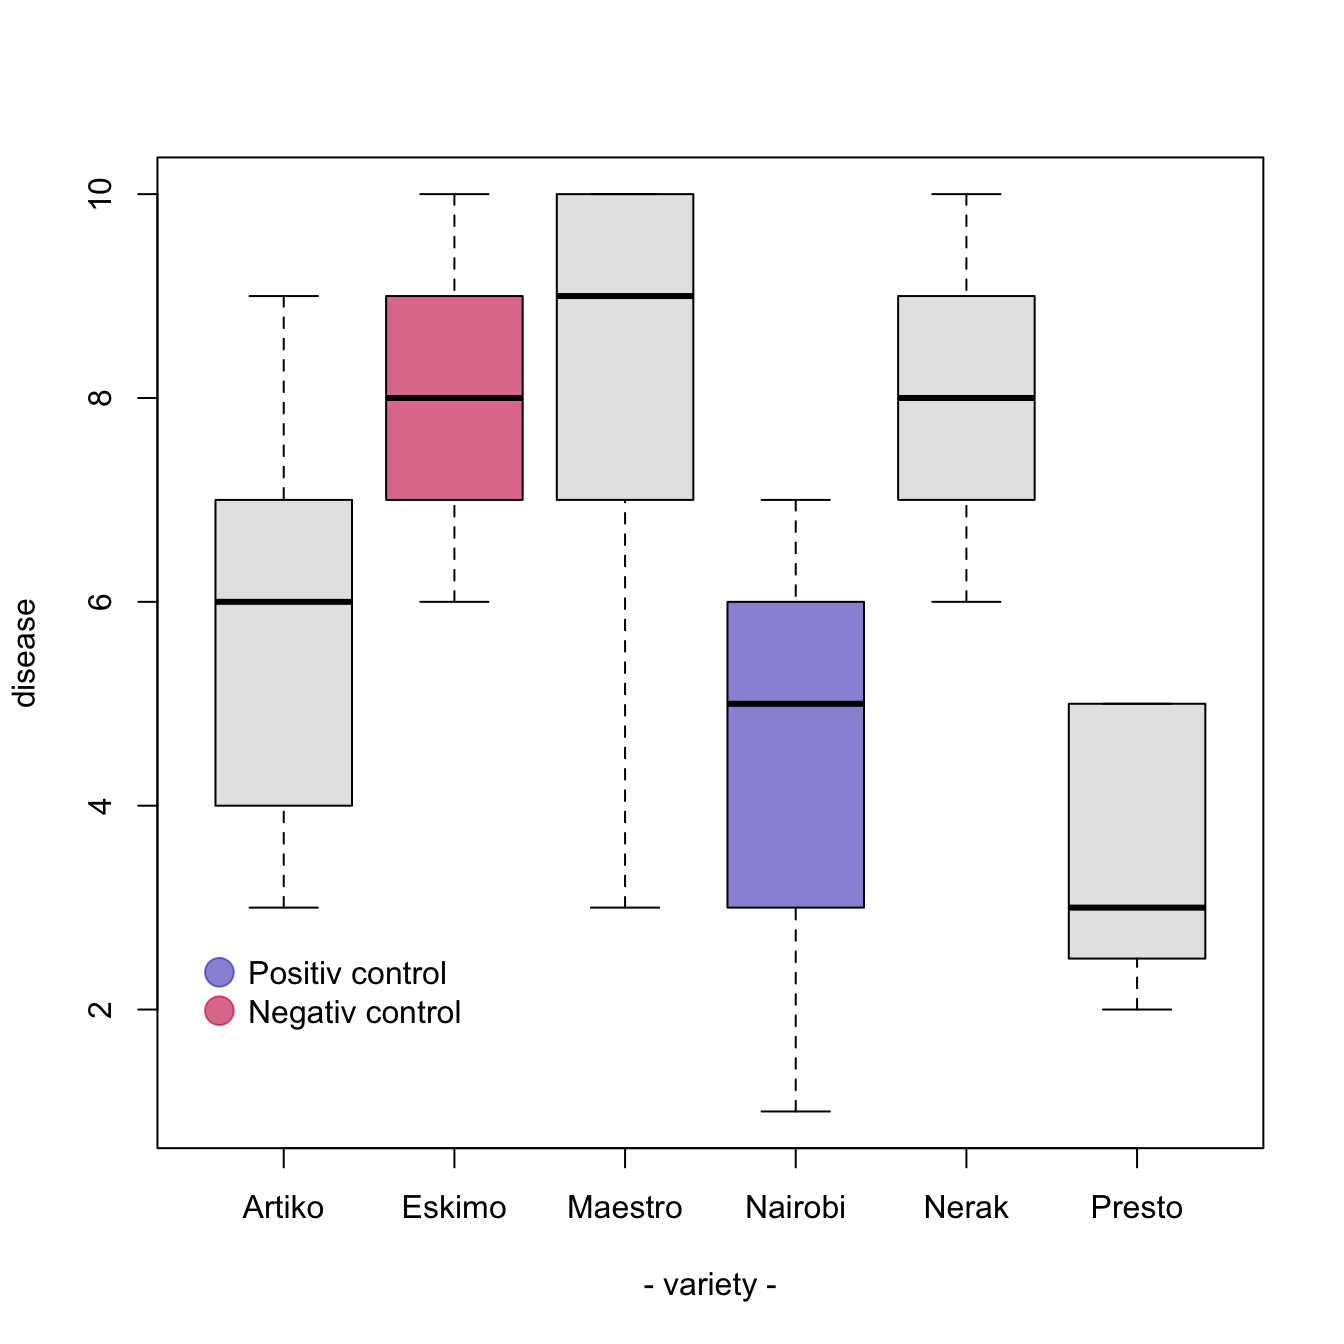 10
8
6
4
2
disease
Positiv control
Negativ control
Artiko Eskimo Maestro Nairobi Nerak Presto
- variety -